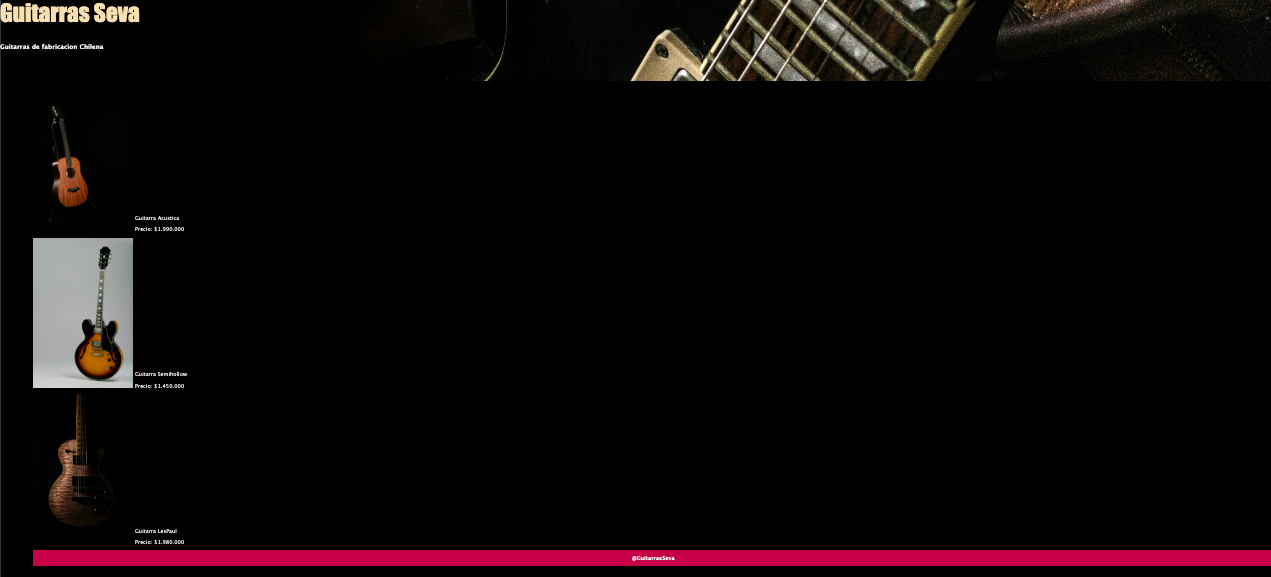 Guitarras Seva
Guitarras de fabricacion Chilena
Guitarra Acustica
Precio: $1.990.000
Guitarra Semihollow
Precio: $1.450.000
Guitarra LesPaul
Precio: $1.980.000
@GuitarrasSeva